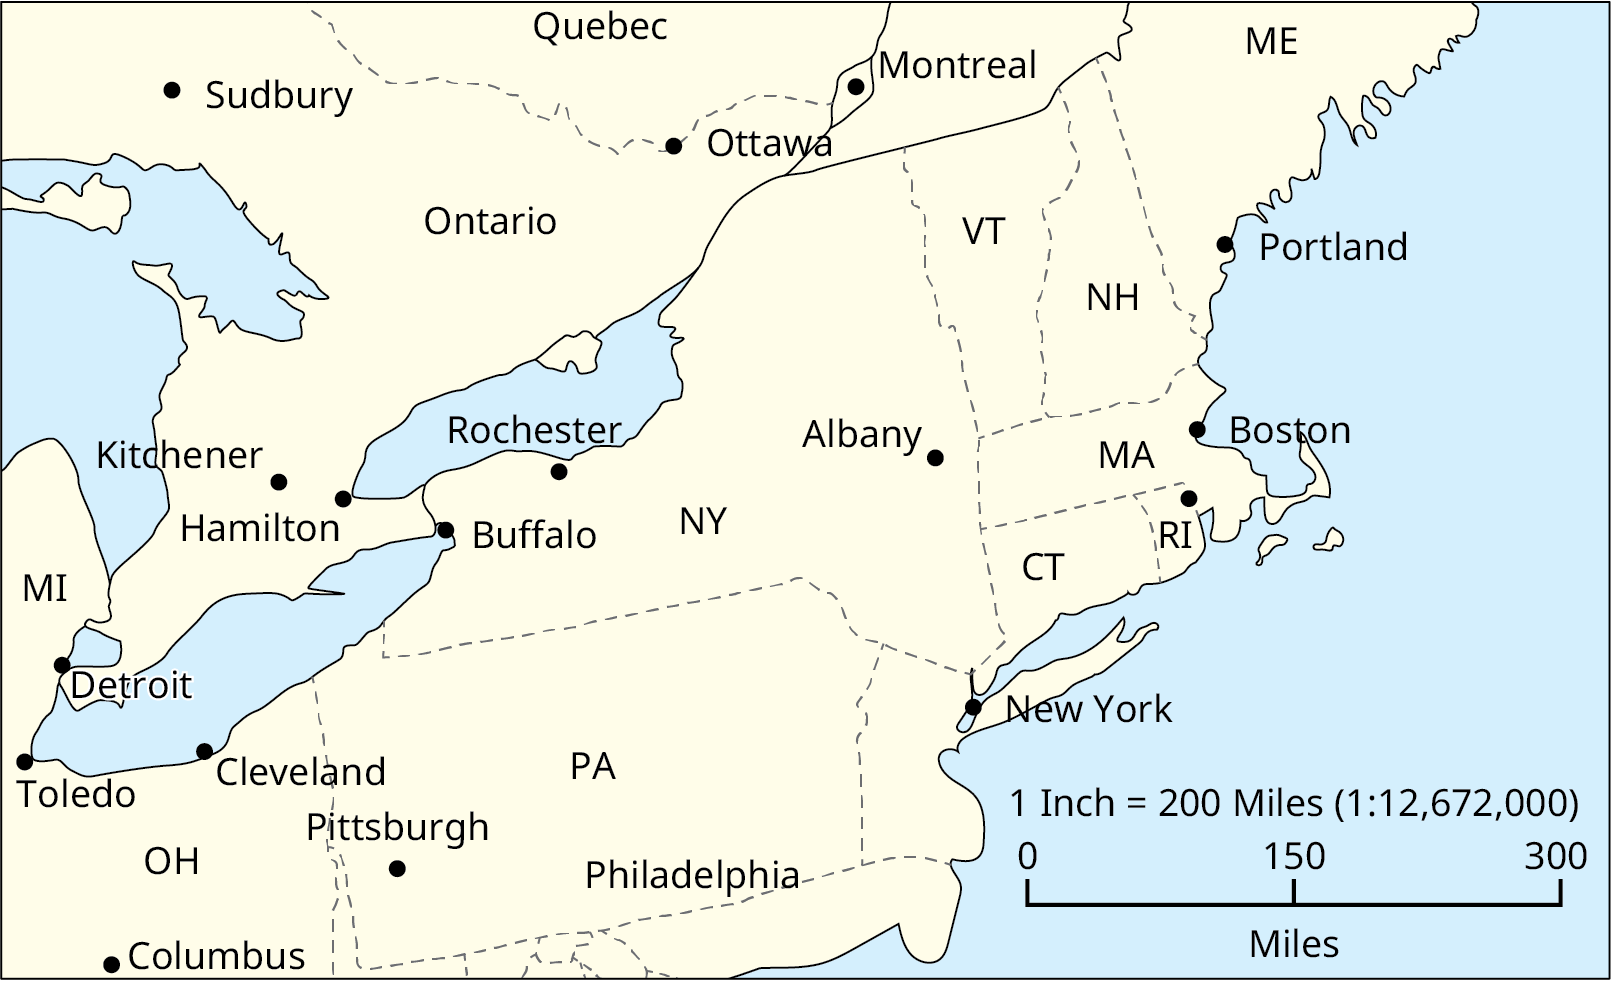 Quebec
ME
Montreal
Sudbury
Ottawa
Ontario
VT
Portland
NH
Rochester
Albany
Boston
Kitchener
MA
Hamilton
NY
Buffalo
RI
CT
MI
Detroit
New York
PA
Cleveland
Toledo
1 Inch = 200 Miles (1:12,672,000)
Pittsburgh
0 150 300
OH
Philadelphia
Miles
Columbus